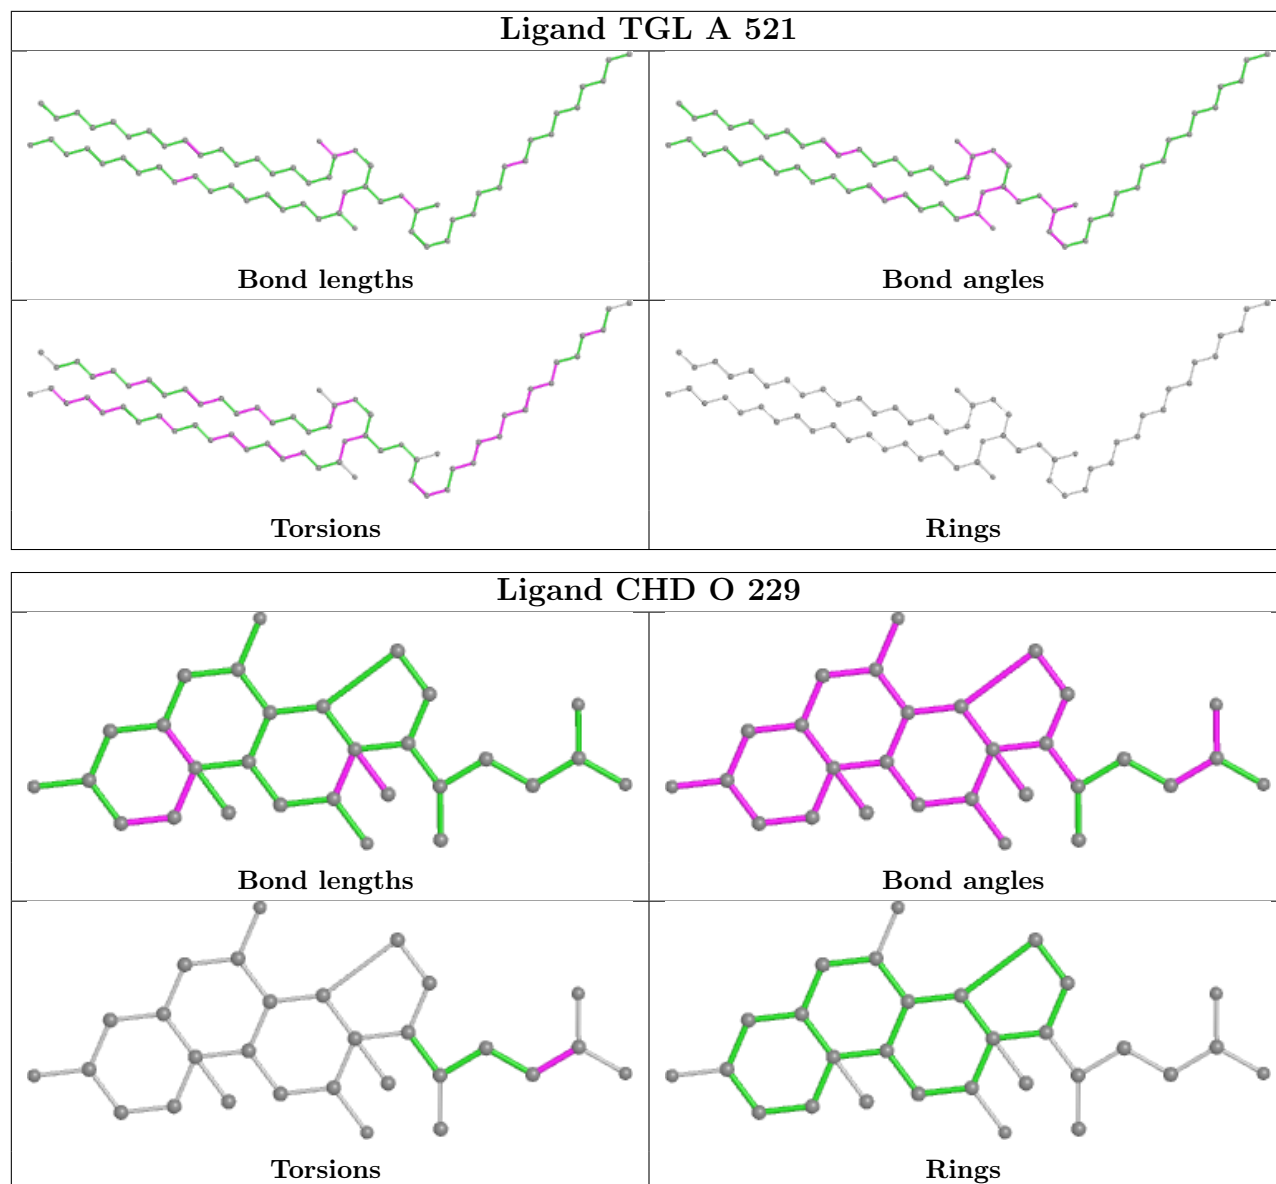 Ligand TGL A 521
Bond lengths
Bond angles
Torsions
Rings
Ligand CHD O 229
Bond lengths
Bond angles
Torsions
Rings